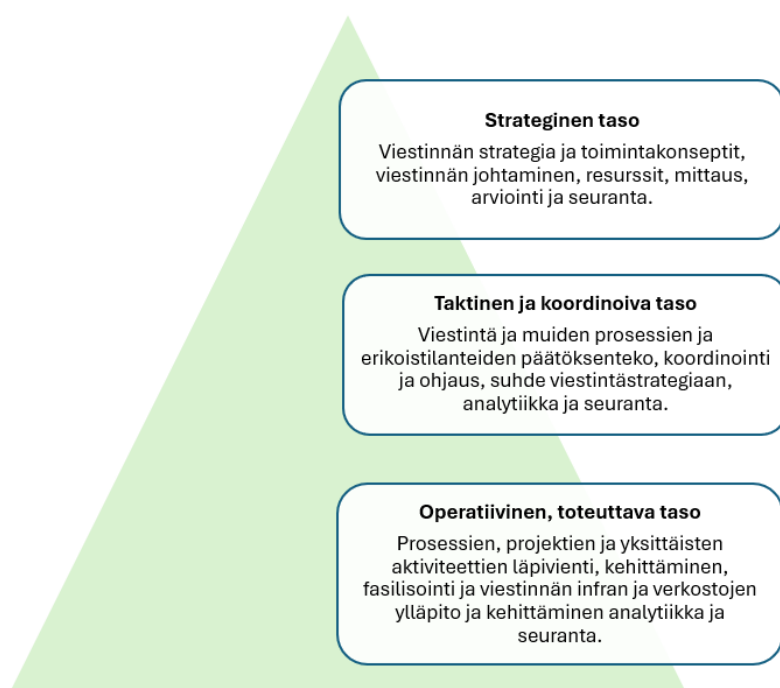 Strateginen taso
Viestinnän strategia ja toimintakonseptit,
viestinnän johtaminen, resurssit, mittaus,
arviointi ja seuranta.
Taktinen ja koordinoiva taso
Viestintä ja muiden prosessien ja
erikoistilanteiden päätöksenteko, koordinointi
ja ohjaus, suhde viestintästrategiaan,
analytiikka ja seuranta.
Operatiivinen, toteuttava taso
Prosessien, projektien ja yksittäisten
aktiviteettien läpivienti, kehittäminen,
fasilisointi ja viestinnän infran ja verkostojen
ylläpito ja kehittäminen analytiikka ja
seuranta.